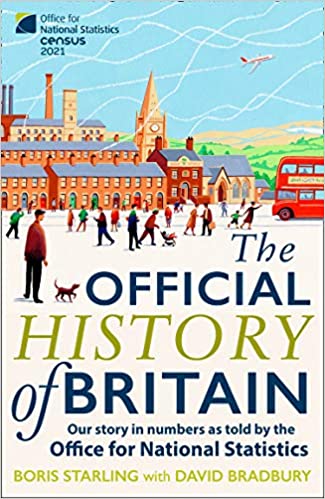 Office for
National Statistics
census
2021
The
OFFICIAL
HISTORY
of BRITAIN
Our story in numbers as told by the
Office for National Statistics
BORIS STARLING with DAVID BRADBURY